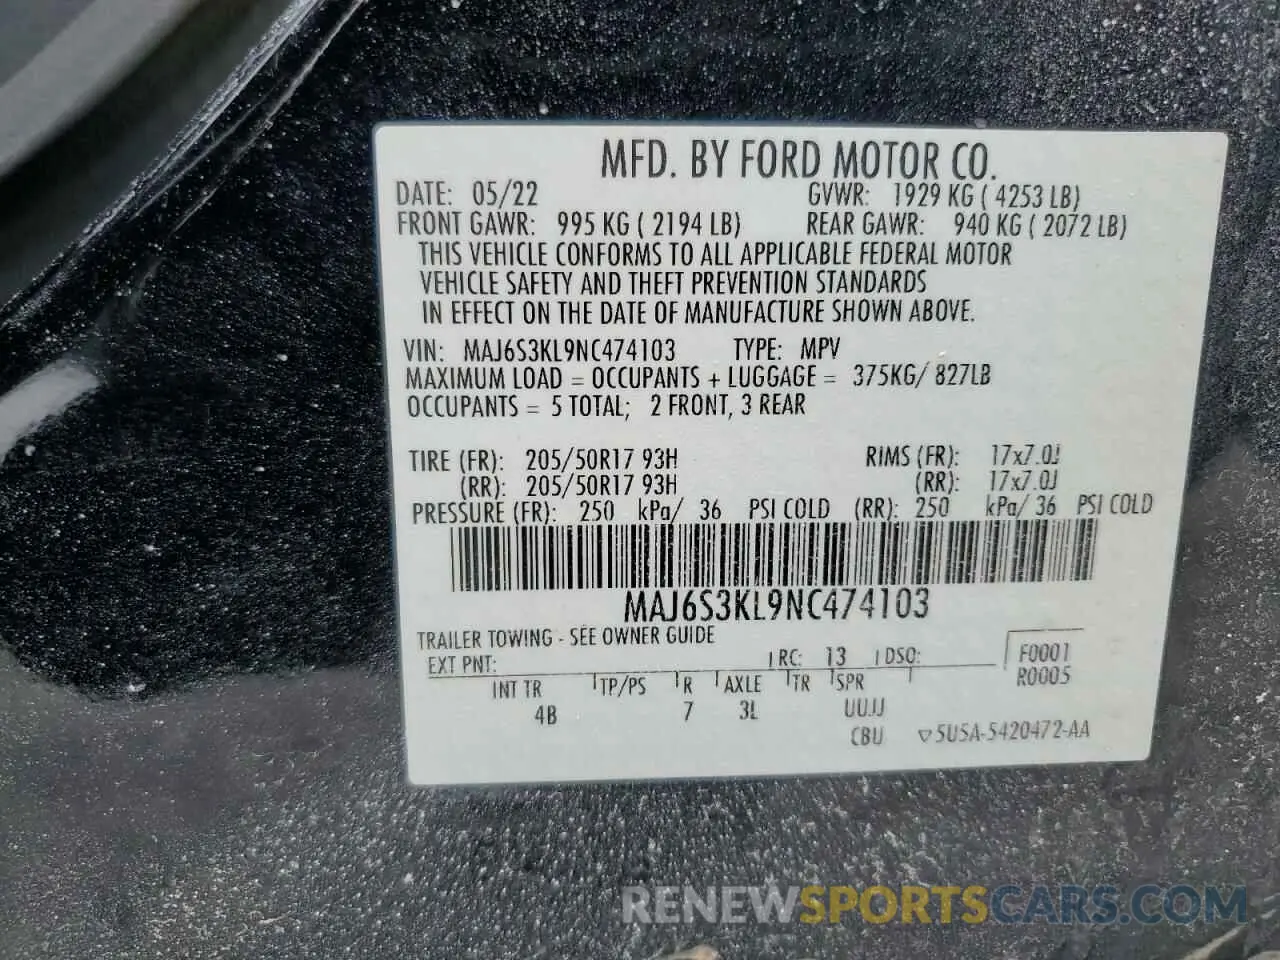 MFD. BY FORD MOTOR CO.
DATE: 05/22 GVWR: 1929 KG ( 4253 LB)
FRONT GAWR: 995 KG ( 2194 LB) REAR GAWR: 940 KG ( 2072 LB)
THIS VEHICLE CONFORMS TO ALL APPLICABLE FEDERAL MOTOR
VEHICLE SAFETY AND THEFT PREVENTION STANDARDS
IN EFFECT ON THE DATE OF MANUFACTURE SHOWN ABOVE.
VIN: MAJ6S3KL9NC474103 TYPE: MPV
MAXIMUM LOAD = OCCUPANTS + LUGGAGE = 375KG/ 827LB
OCCUPANTS = 5 TOTAL; 2 FRONT, 3 REAR
TIRE (FR): 205/50R17 93H RIMS (FR): 17x7.0J
(RR): 205/50R17 93H (RR): 17x7.0J
PRESSURE (FR): 250 kPa/ 36 PSI COLD (RR): 250 kPa/ 36 PSI COLD
MAJ6S3KL9NC474103
TRAILER TOWING - SEE OWNER GUIDE
EXT PNT: RC: 13 DSO: F0001
R0005
INT TR TP/PS R AXLE TR SPR
4B 7 3L UUJJ
CBU ▽5U5A-5420472-AA
RENEWSPORTSCARS.COM